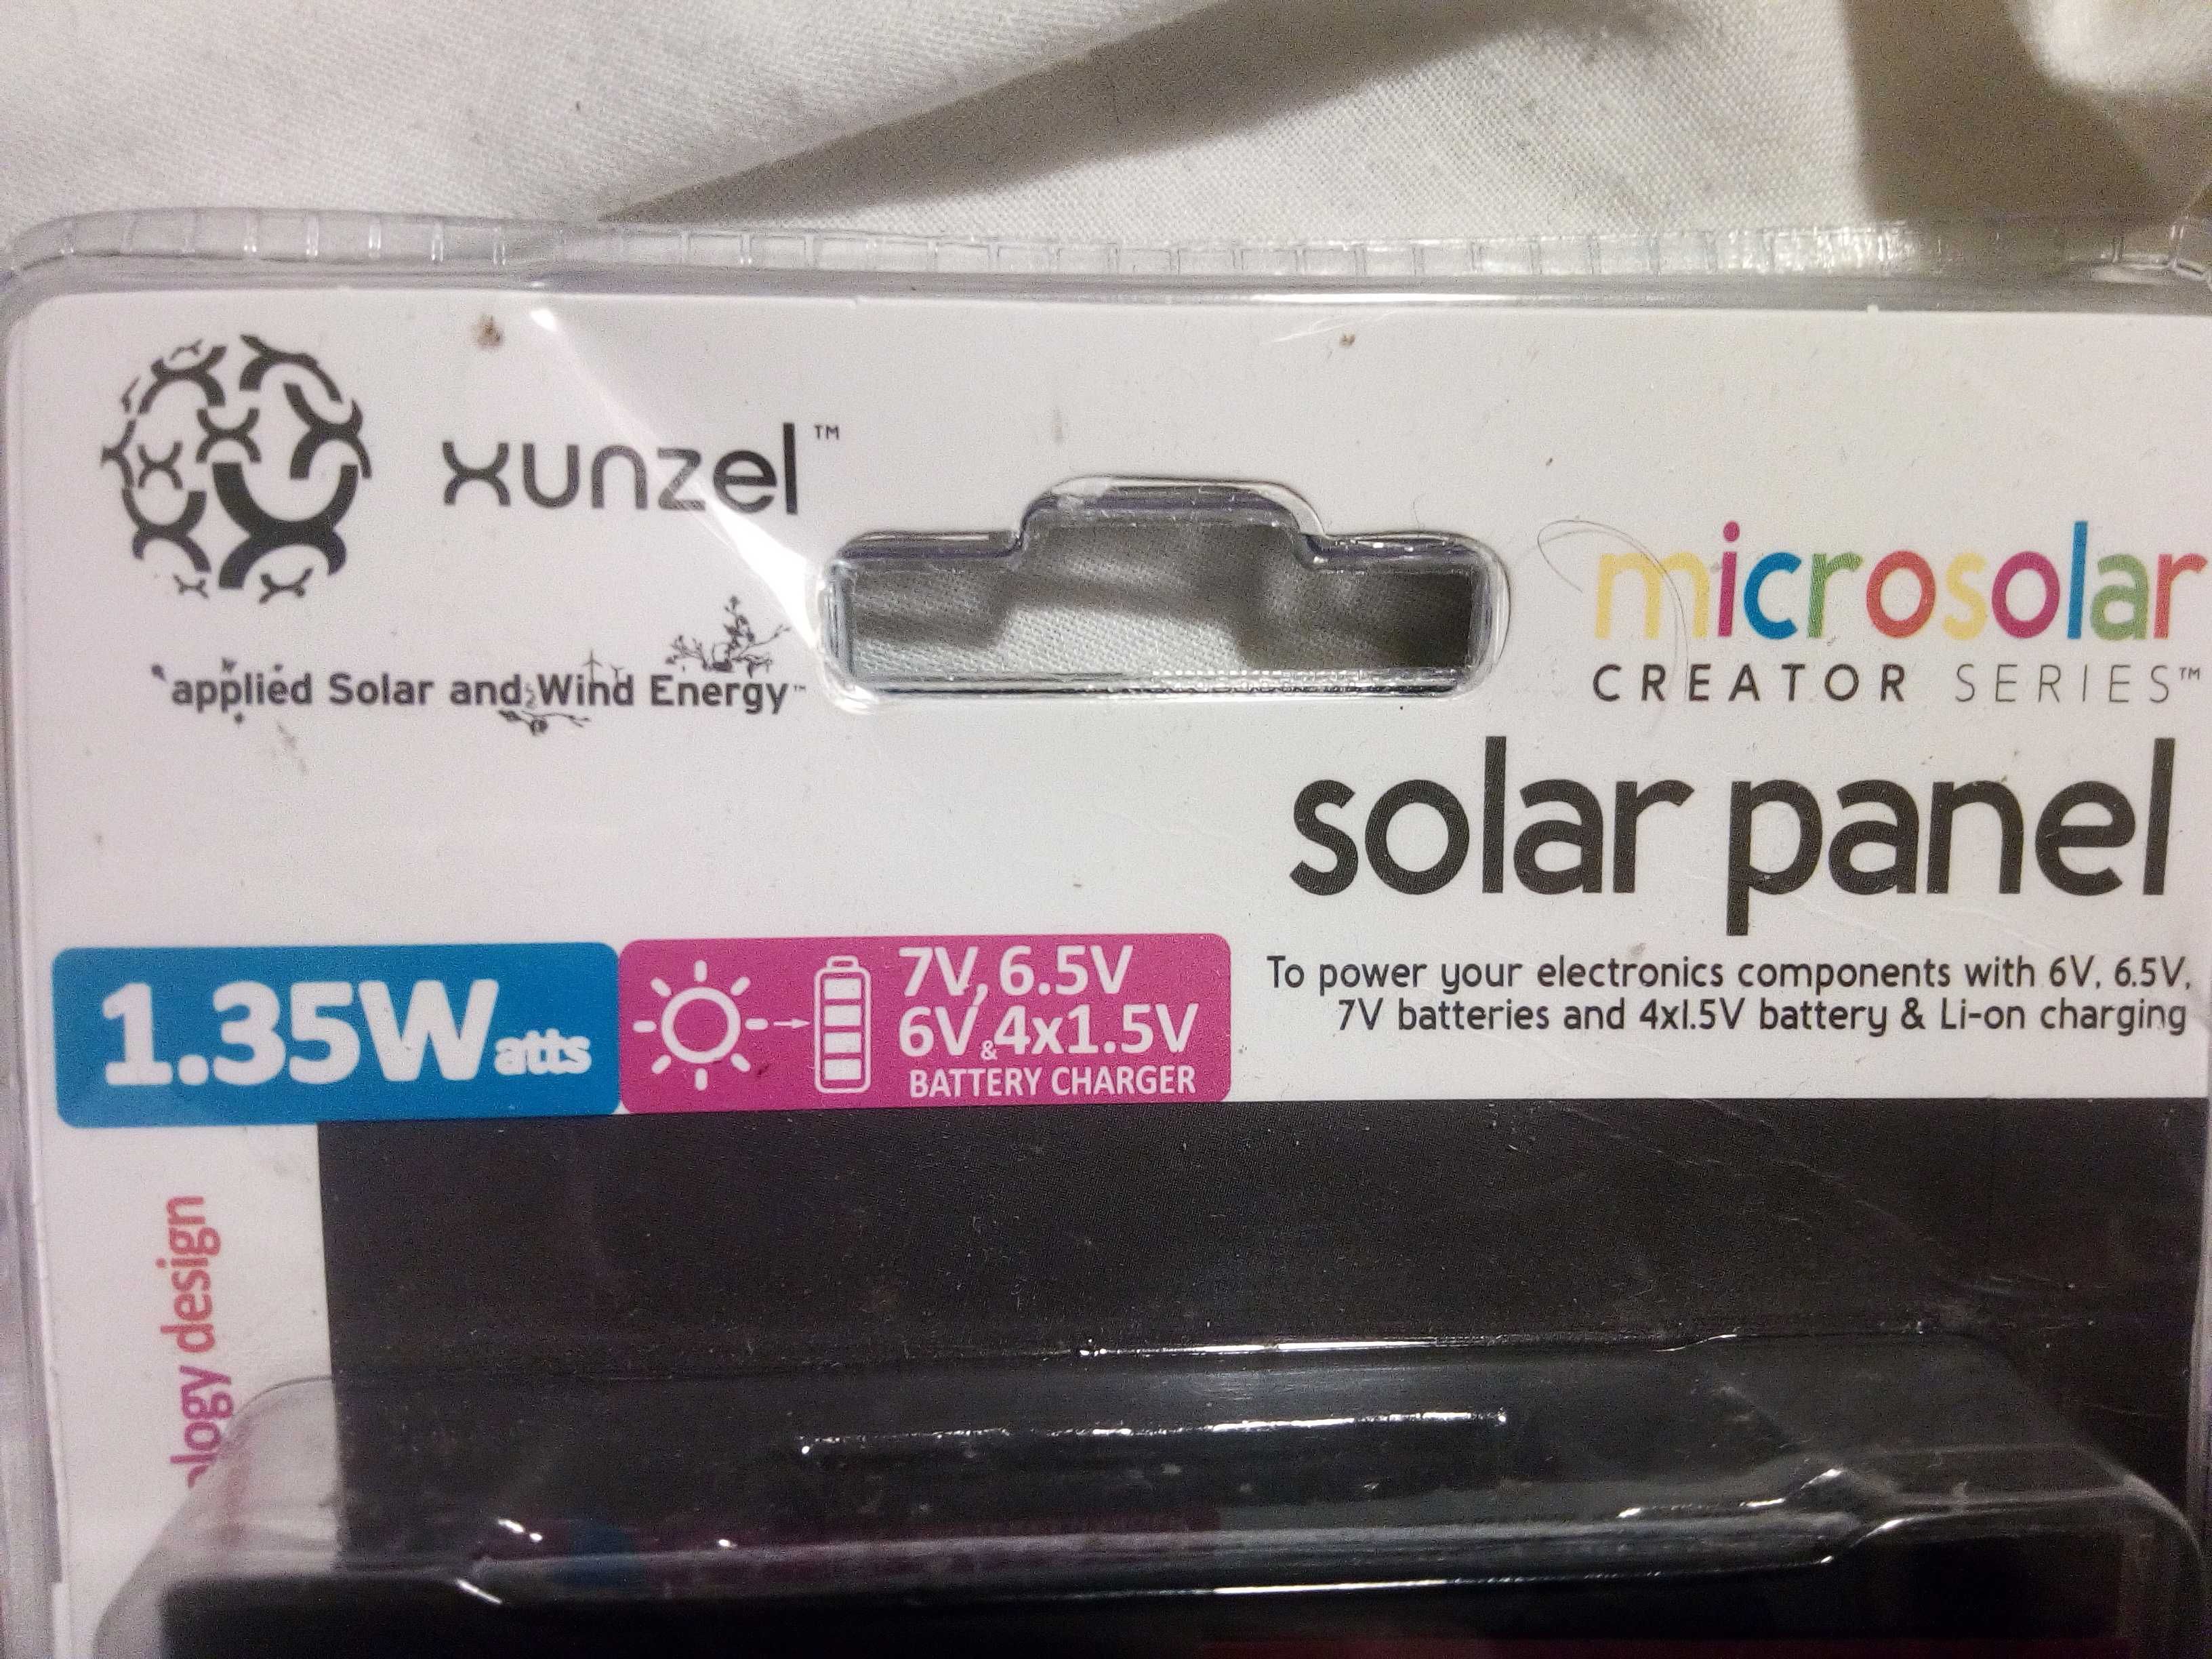 xunzel™
applied Solar and Wind Energy™
microsolar
CREATOR SERIES™
solar panel
1.35Watts
7V, 6.5V
6V & 4x1.5V
BATTERY CHARGER
To power your electronics components with 6V, 6.5V,
7V batteries and 4x1.5V battery & Li-on charging
design